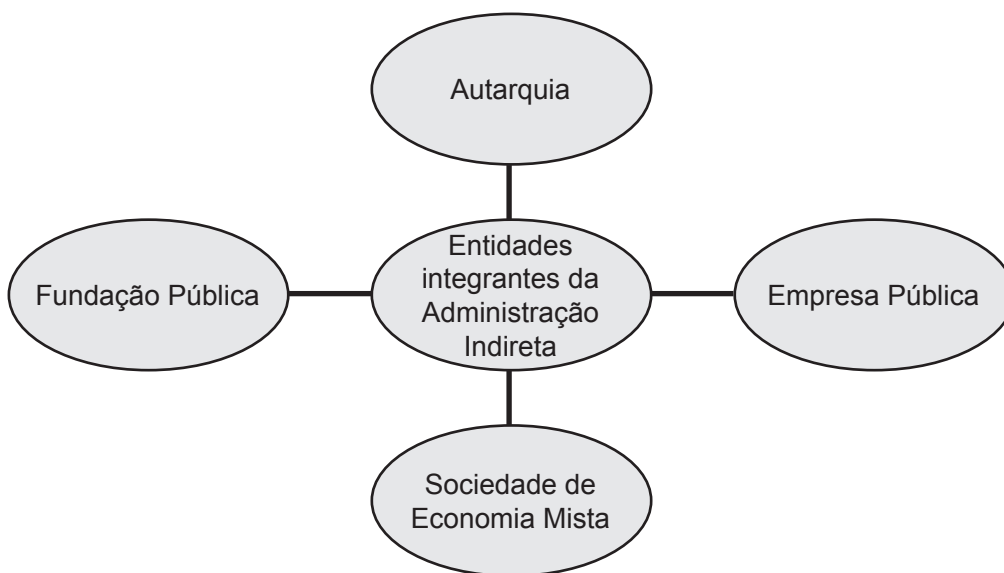 Autarquia
Fundação Pública
Entidades
integrantes da
Administração
Indireta
Empresa Pública
Sociedade de
Economia Mista